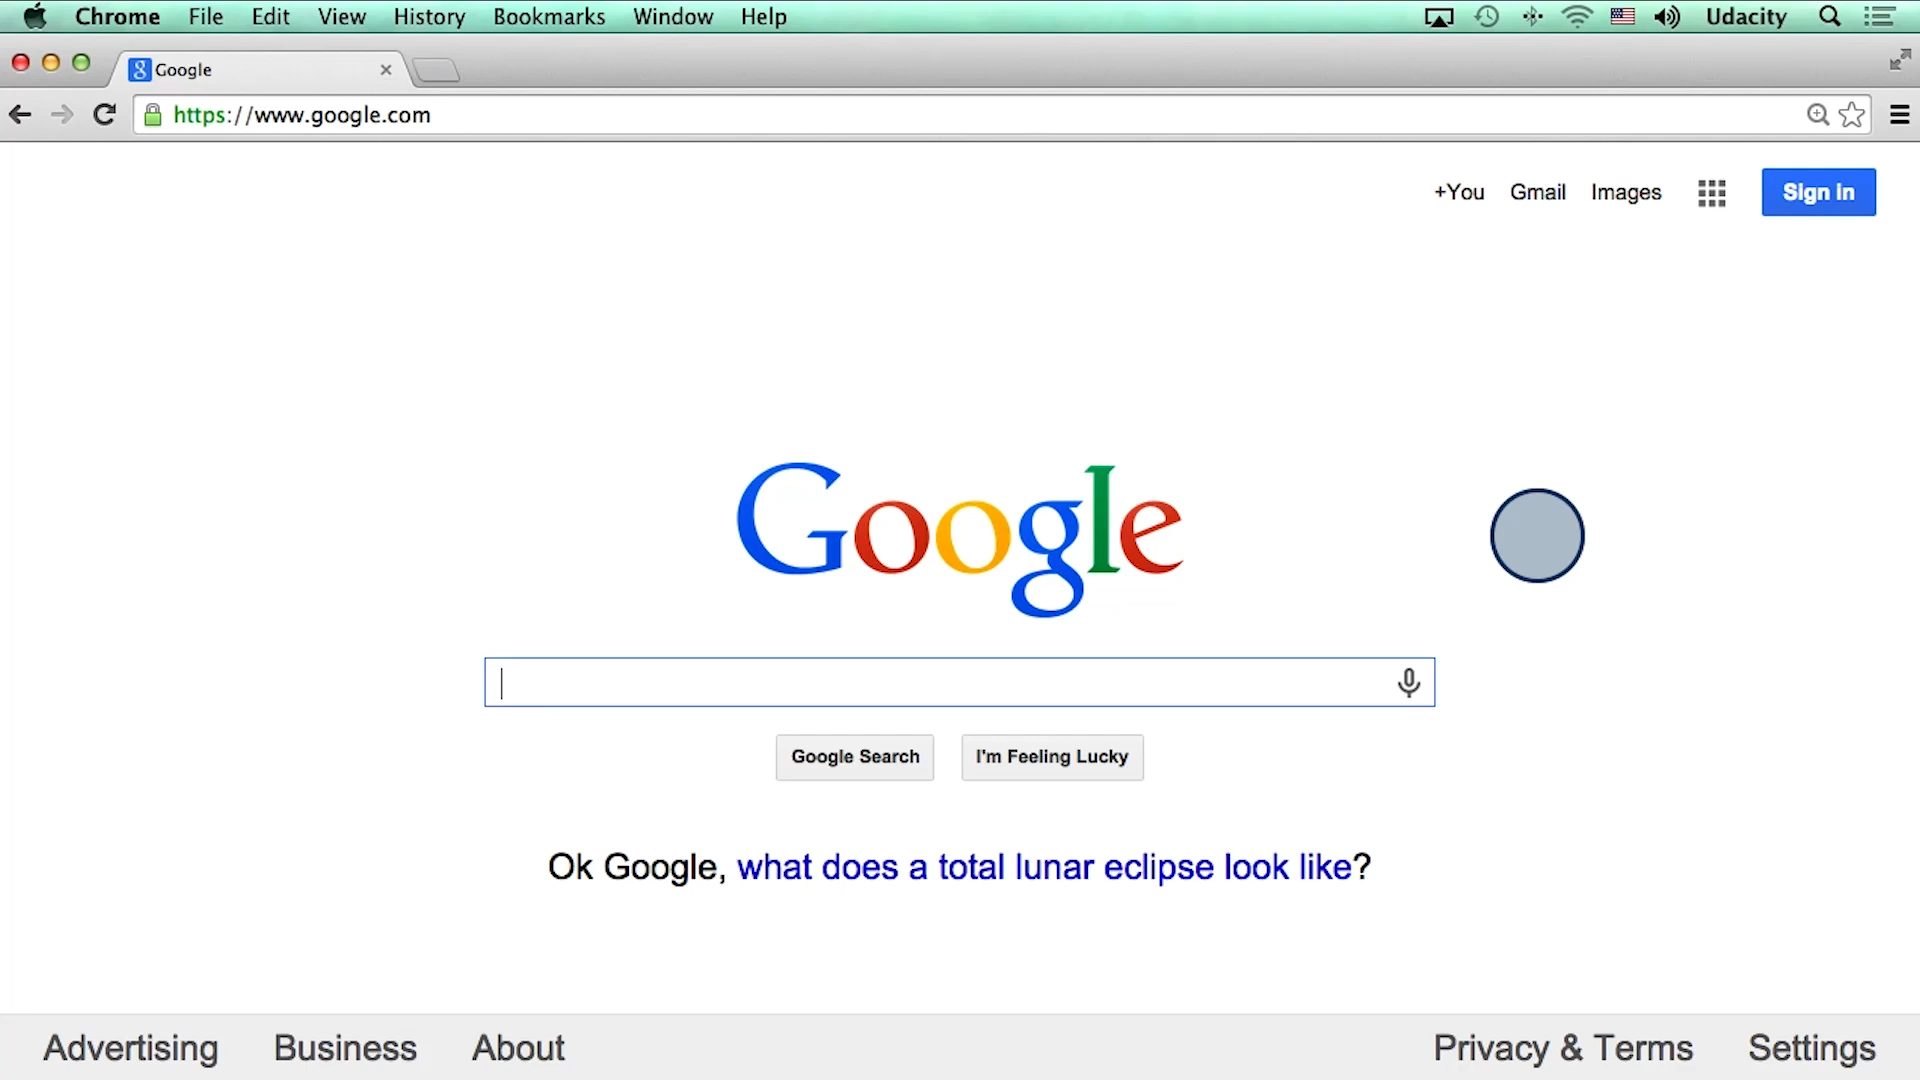 Chrome File Edit View History Bookmarks Window Help Udacity
Google
https://www.google.com
+You Gmail Images Sign in
Google
Google Search I'm Feeling Lucky
Ok Google, what does a total lunar eclipse look like?
Advertising Business About Privacy & Terms Settings